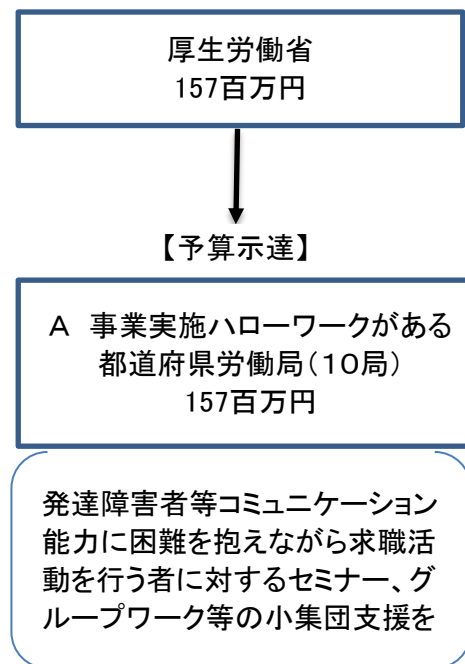 厚生労働省
157百万円
【予算示達】
A 事業実施ハローワークがある
都道府県労働局(10局)
157百万円
発達障害者等コミュニケーション
能力に困難を抱えながら求職活
動を行う者に対するセミナー、グ
ループワーク等の小集団支援を